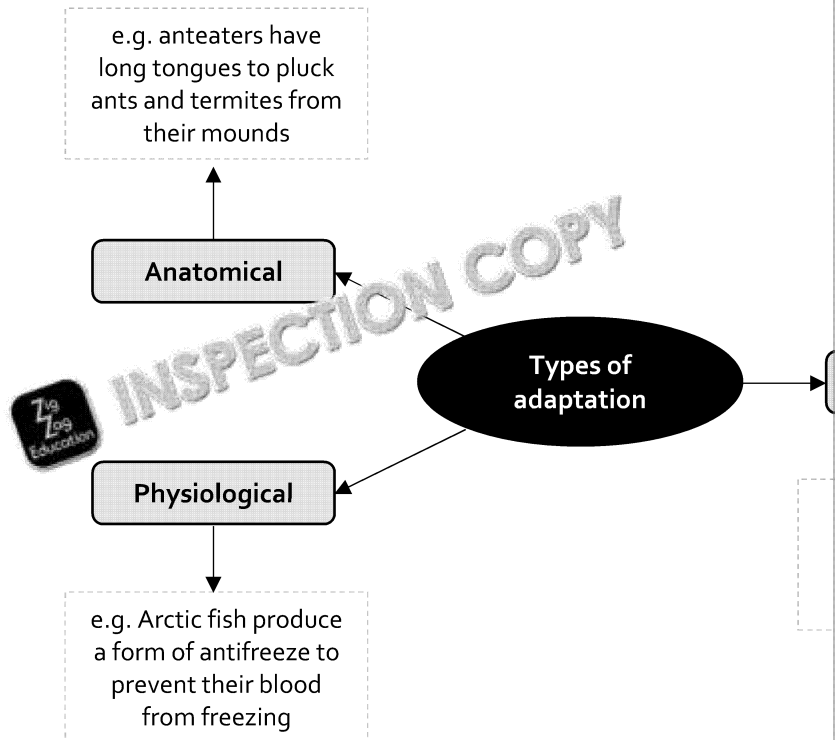 e.g. anteaters have
long tongues to pluck
ants and termites from
their mounds
Anatomical
INSPECTION COPY
Types of
adaptation
Zig
Zag
Education
Physiological
e.g. Arctic fish produce
a form of antifreeze to
prevent their blood
from freezing